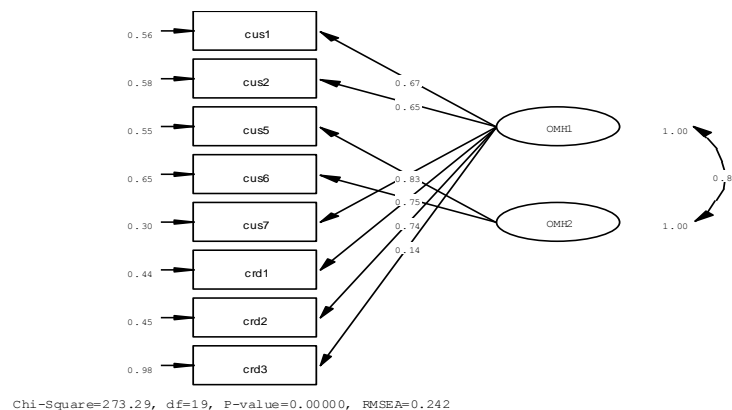 0.56 cus1
0.58 cus2
0.55 cus5
0.65 cus6
0.30 cus7
0.44 crd1
0.45 crd2
0.98 crd3
0.67
0.65
0.83
0.75
0.74
0.14
OMH1
OMH2
1.00
0.8
1.00
Chi-Square=273.29, df=19, P-value=0.00000, RMSEA=0.242